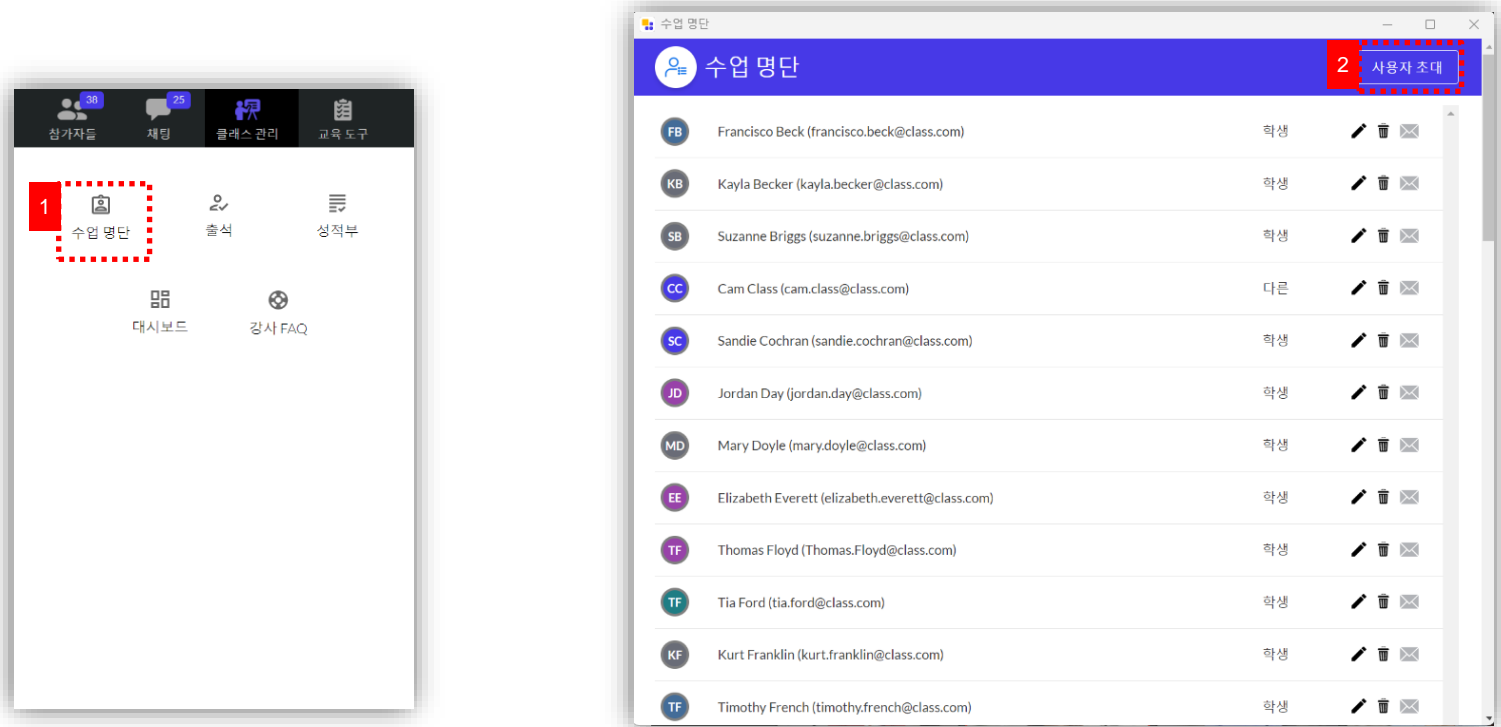 38
25
참가자들
채팅
클래스 관리
교육 도구
1
수업 명단
출석
성적부
대시보드
강사 FAQ
수업 명단
수업 명단
2
사용자 초대
FB Francisco Beck (francisco.beck@class.com) 학생
KB Kayla Becker (kayla.becker@class.com) 학생
SB Suzanne Briggs (suzanne.briggs@class.com) 학생
CC Cam Class (cam.class@class.com) 다른
SC Sandie Cochran (sandie.cochran@class.com) 학생
JD Jordan Day (jordan.day@class.com) 학생
MD Mary Doyle (mary.doyle@class.com) 학생
EE Elizabeth Everett (elizabeth.everett@class.com) 학생
TF Thomas Floyd (Thomas.Floyd@class.com) 학생
TF Tia Ford (tia.ford@class.com) 학생
KF Kurt Franklin (kurt.franklin@class.com) 학생
TF Timothy French (timothy.french@class.com) 학생